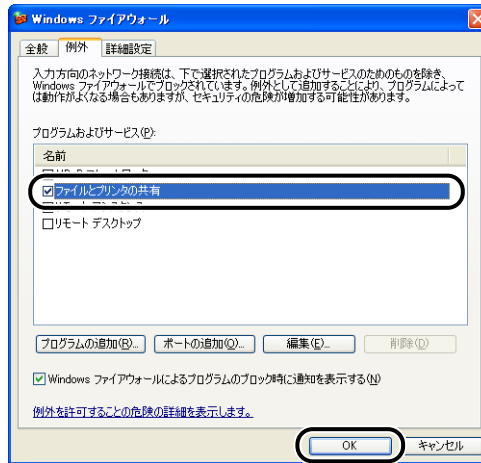 Windows ファイアウォール
全般 例外 詳細設定
入力方向のネットワーク接続は、下で選択されたプログラムおよびサービスのためのものを除き、
Windows ファイアウォールでブロックされています。例外として追加することにより、プログラムによって
は動作がよくなる場合もありますが、セキュリティの危険が増加する可能性があります。
プログラムおよびサービス(P):
名前
ファイルとプリンタの共有
リモート デスクトップ
プログラムの追加(R)... ポートの追加(O)... 編集(E)... 削除(D)
Windows ファイアウォールによるプログラムのブロック時に通知を表示する(N)
例外を許可することの危険の詳細を表示します。
OK キャンセル